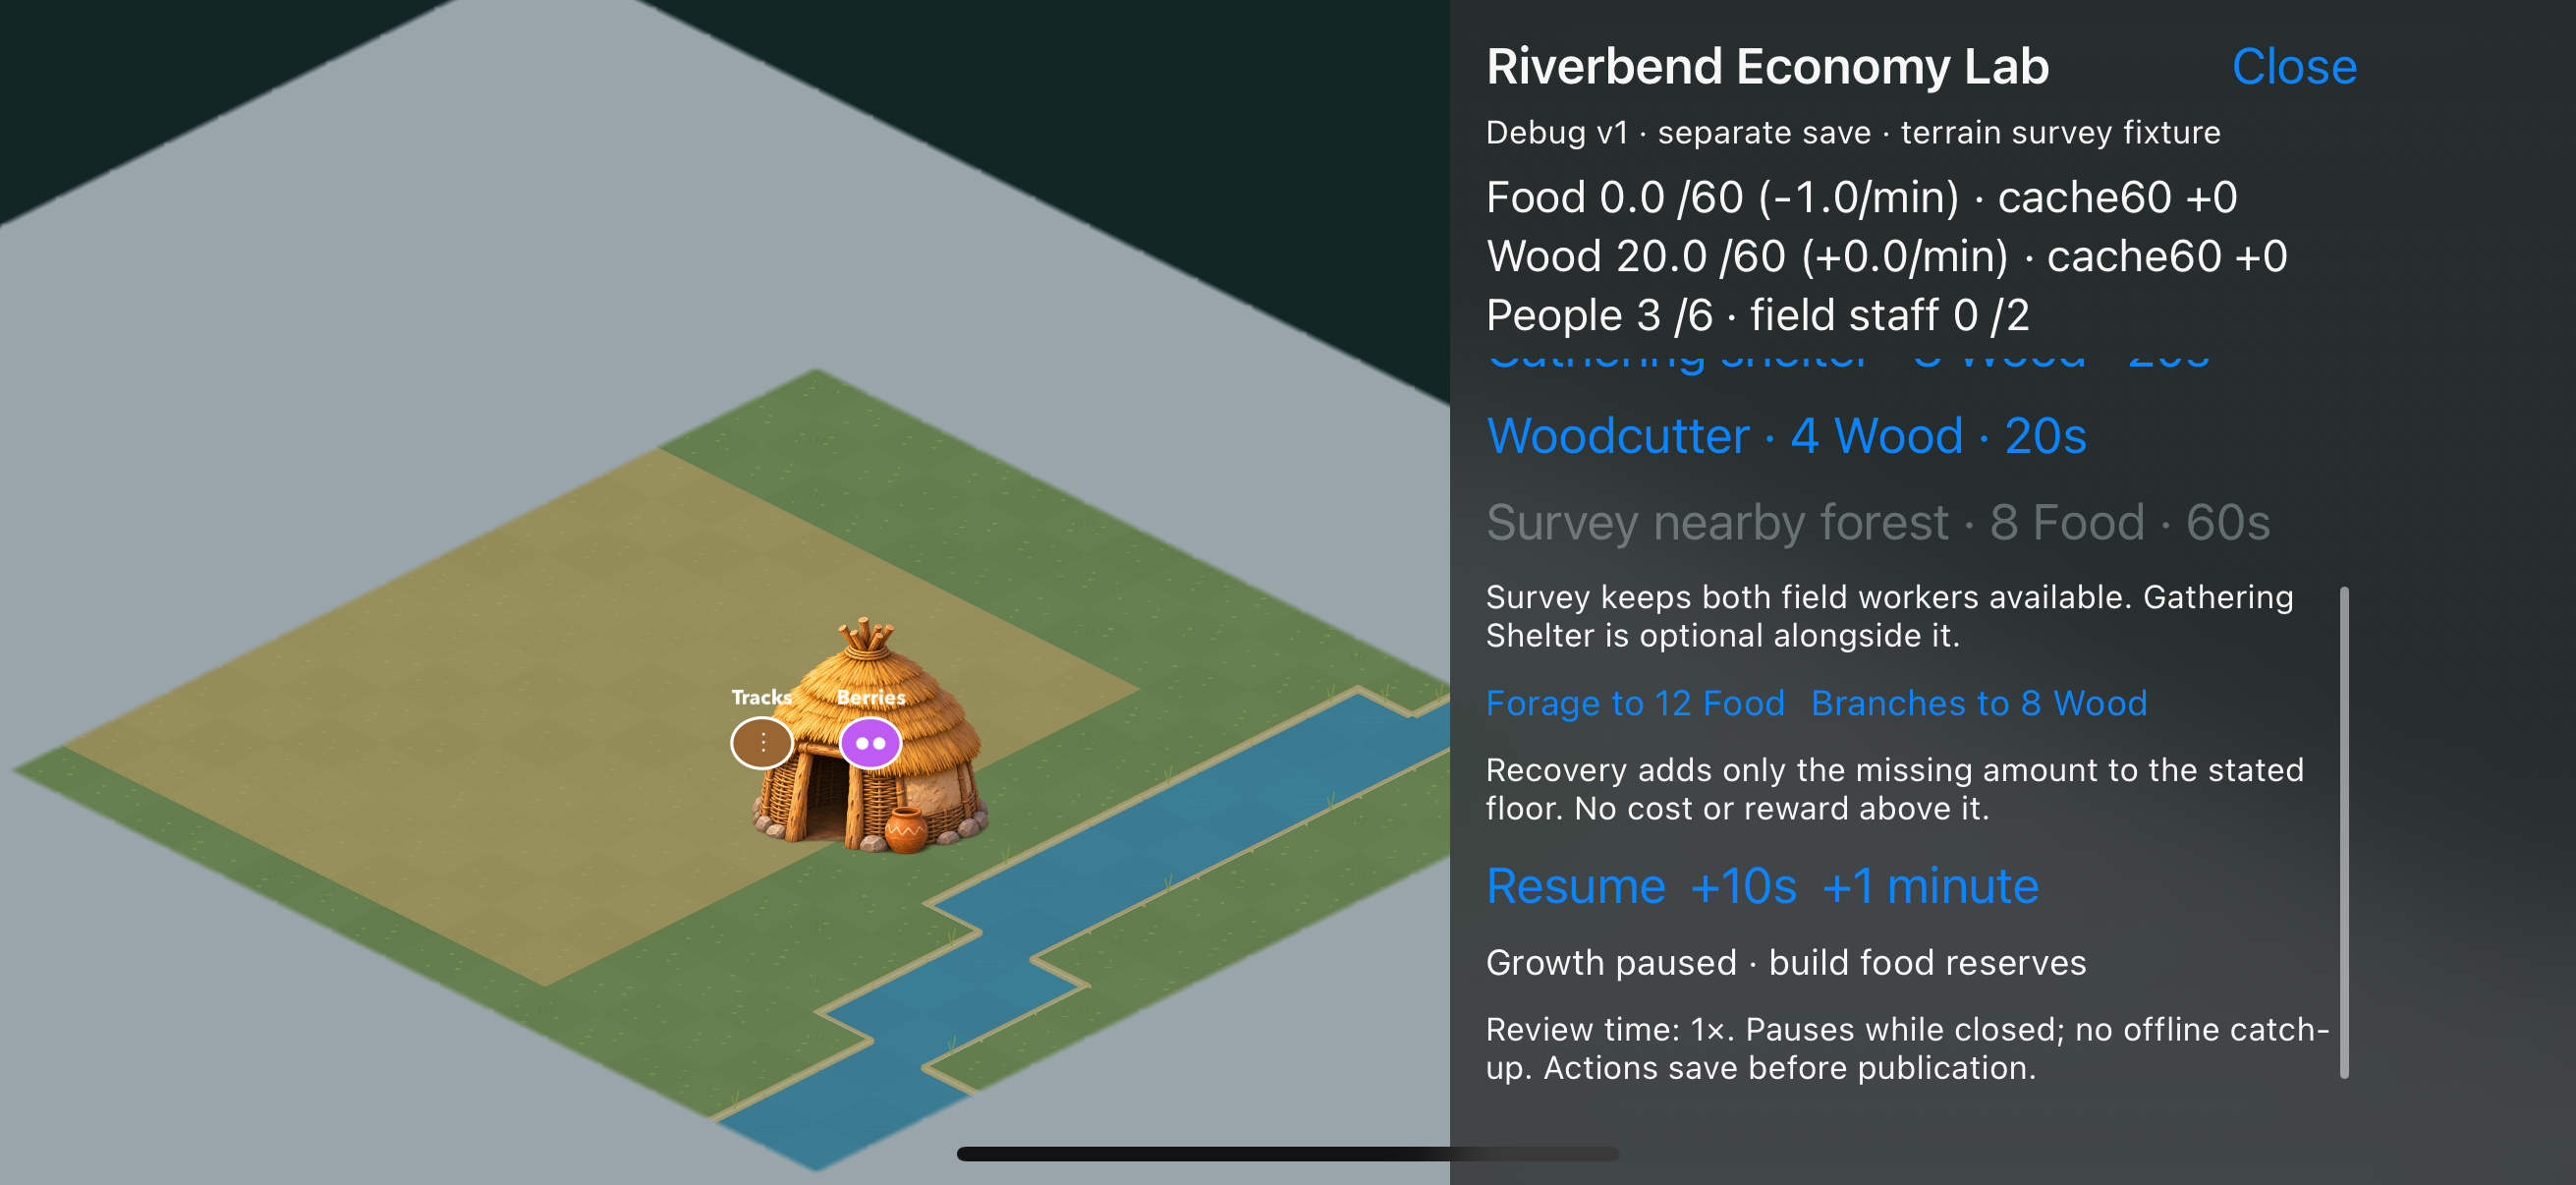 Riverbend Economy Lab
Close
Debug v1 · separate save · terrain survey fixture
Food 0.0 /60 (-1.0/min) · cache60 +0
Wood 20.0 /60 (+0.0/min) · cache60 +0
People 3 /6 · field staff 0 /2
Gathering shelter
Woodcutter · 4 Wood · 20s
Survey nearby forest · 8 Food · 60s
Survey keeps both field workers available. Gathering
Shelter is optional alongside it.
Forage to 12 Food Branches to 8 Wood
Recovery adds only the missing amount to the stated
floor. No cost or reward above it.
Resume +10s +1 minute
Growth paused · build food reserves
Review time: 1×. Pauses while closed; no offline catch-
up. Actions save before publication.
Tracks
Berries